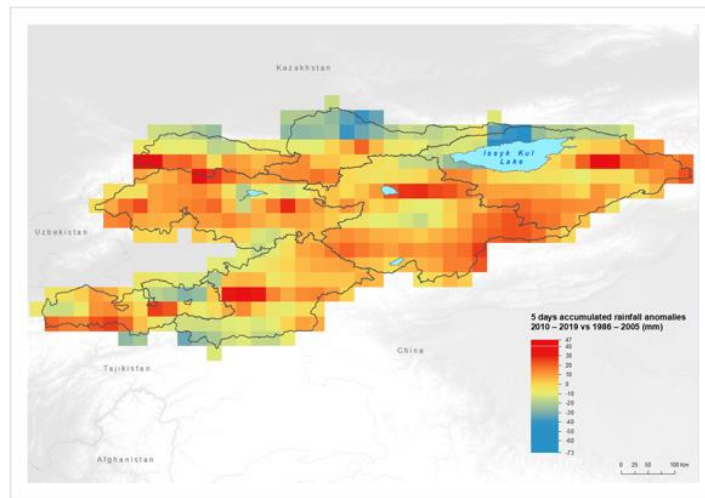 Kazakhstan
Issyk Kul
Lake
Uzbekistan
5 days accumulated rainfall anomalies
2010 – 2019 vs 1986 – 2005 (mm)
47
40
30
20
10
0
-10
-20
-30
-40
-50
-60
-73
China
Tajikistan
Afghanistan
0 25 50 100 Km